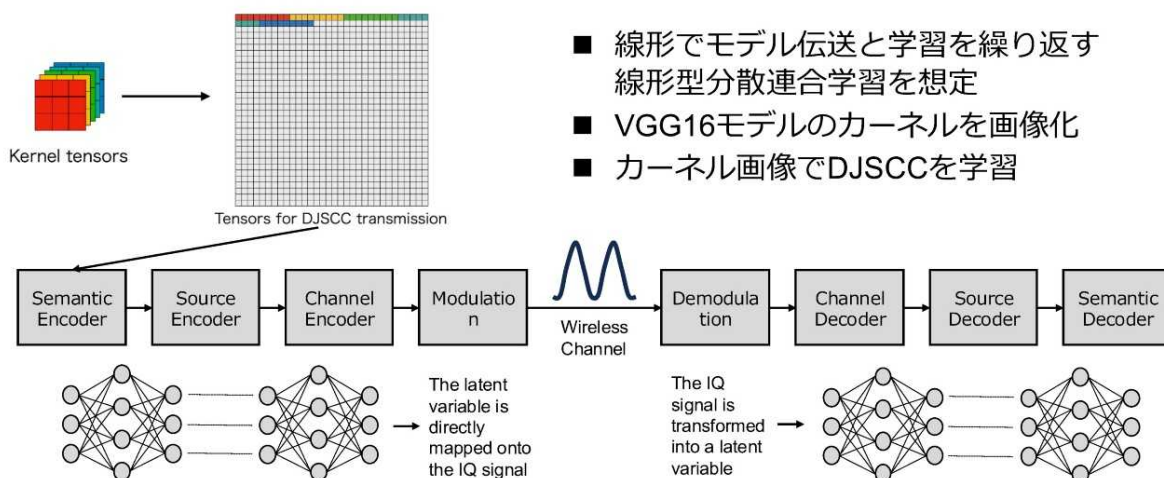 ■ 線形でモデル伝送と学習を繰り返す
線形型分散連合学習を想定
■ VGG16モデルのカーネルを画像化
■ カーネル画像でDJSCCを学習
Kernel tensors
Tensors for DJSCC transmission
Semantic
Encoder
Source
Encoder
Channel
Encoder
Modulatio
n
Wireless
Channel
Demodula
tion
Channel
Decoder
Source
Decoder
Semantic
Decoder
The latent
variable is
directly
mapped onto
the IQ signal
The IQ
signal is
transformed
into a latent
variable